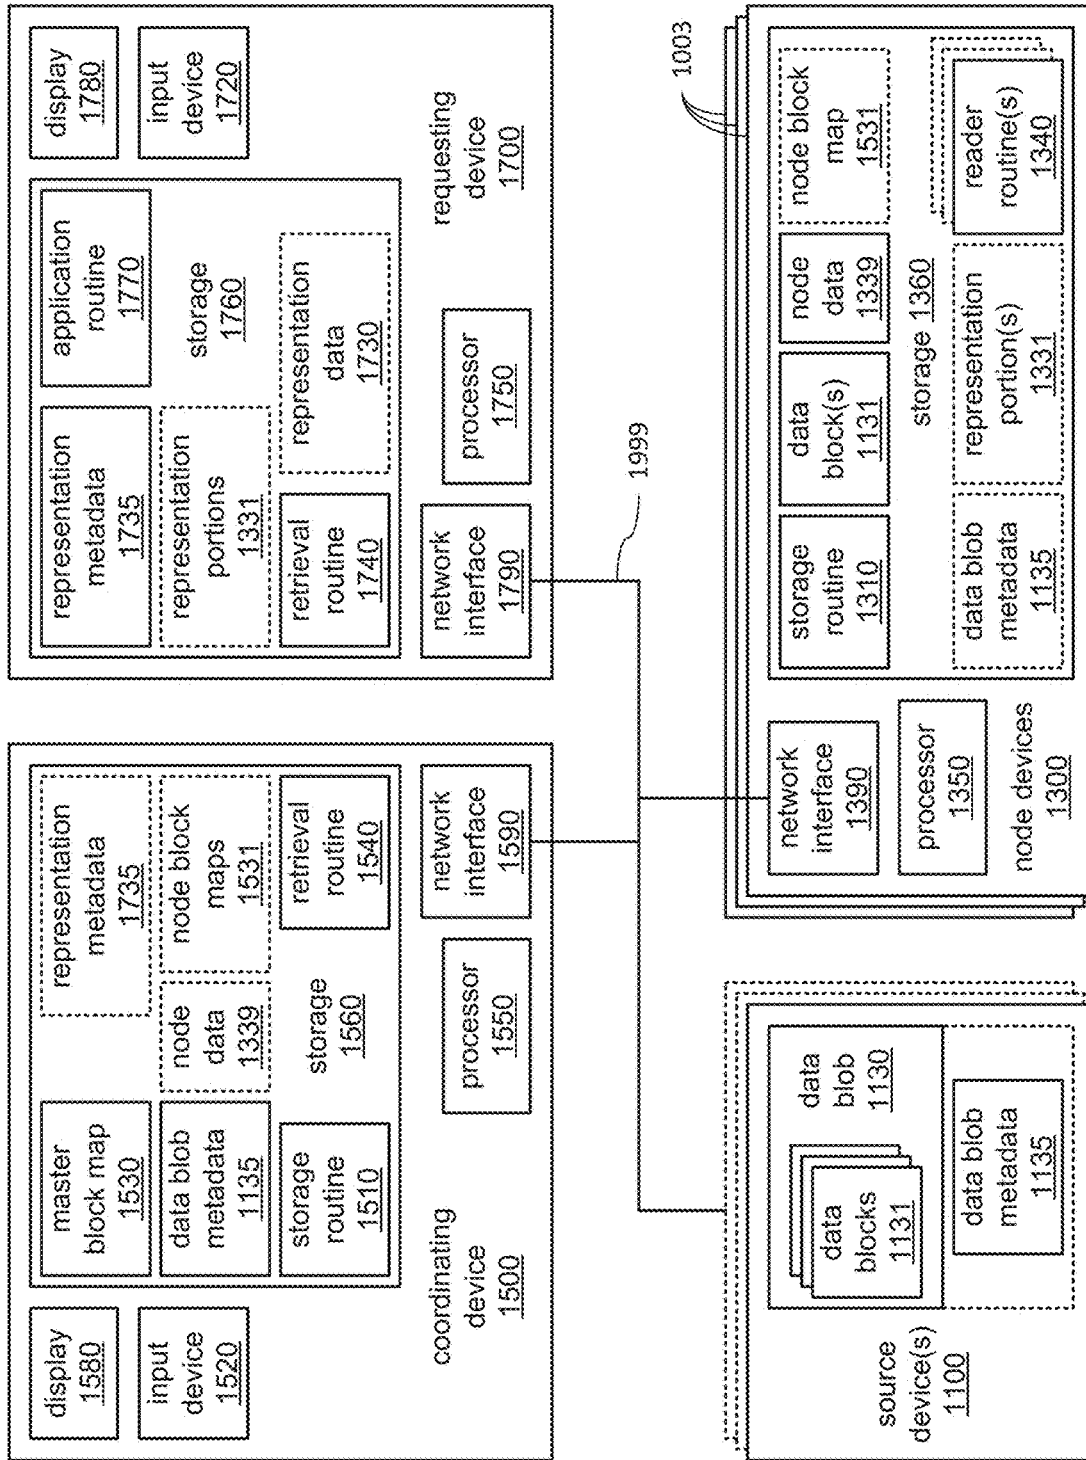 display
1580
input
device
1520
master
block map
1530
representation
metadata
1735
data blob
metadata
1135
node
data
1339
node block
maps
1531
storage
routine
1510
storage
1560
retrieval
routine
1540
coordinating
device
1500
processor
1550
network
interface
1590
representation
metadata
1735
application
routine
1770
display
1780
input
device
1720
representation
portions
1331
storage
1760
retrieval
routine
1740
representation
data
1730
network
interface
1790
processor
1750
requesting
device
1700
1999
source
device(s)
1100
data
blocks
1131
data
blob
1130
data blob
metadata
1135
network
interface
1390
processor
1350
node devices
1300
storage
routine
1310
data
block(s)
1131
node
data
1339
node block
map
1531
storage 1360
data blob
metadata
1135
representation
portion(s)
1331
reader
routine(s)
1340
1003